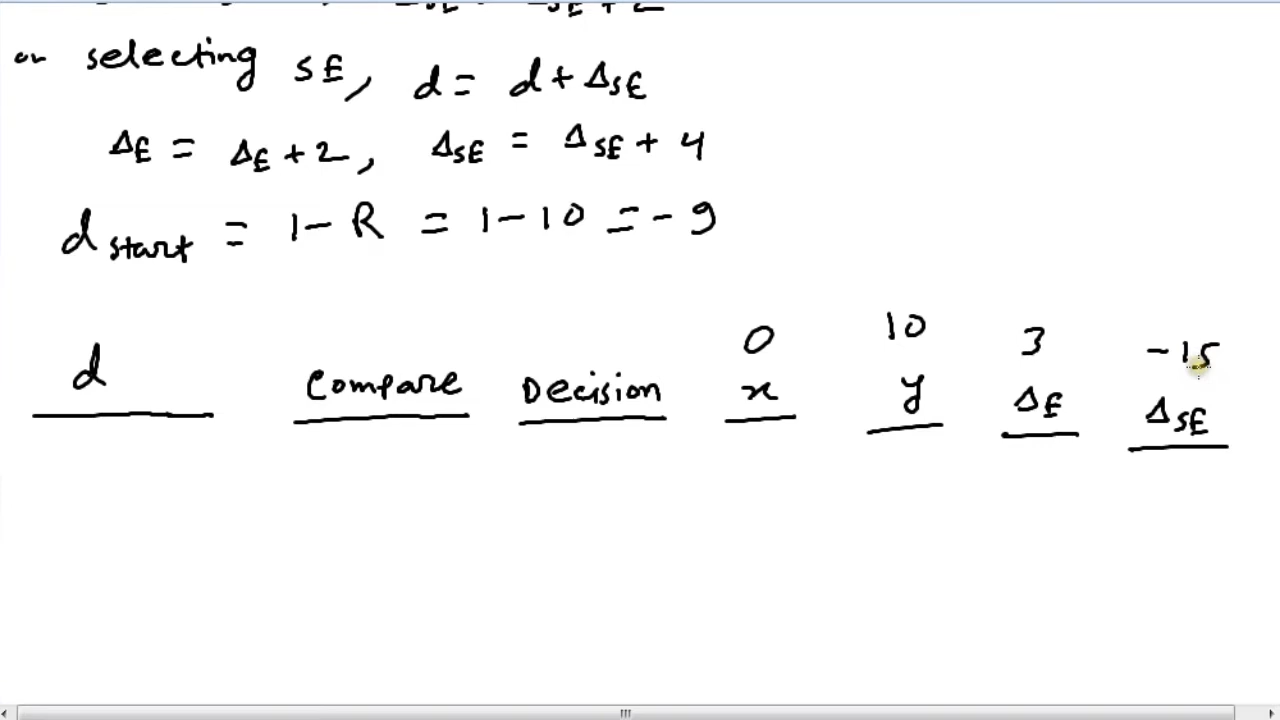 on selecting SE, d = d + ΔSE
ΔE = ΔE + 2, ΔSE = ΔSE + 4
d start = 1 - R = 1 - 10 = -9
0 10 3 -15
d Compare Decision x y ΔE ΔSE